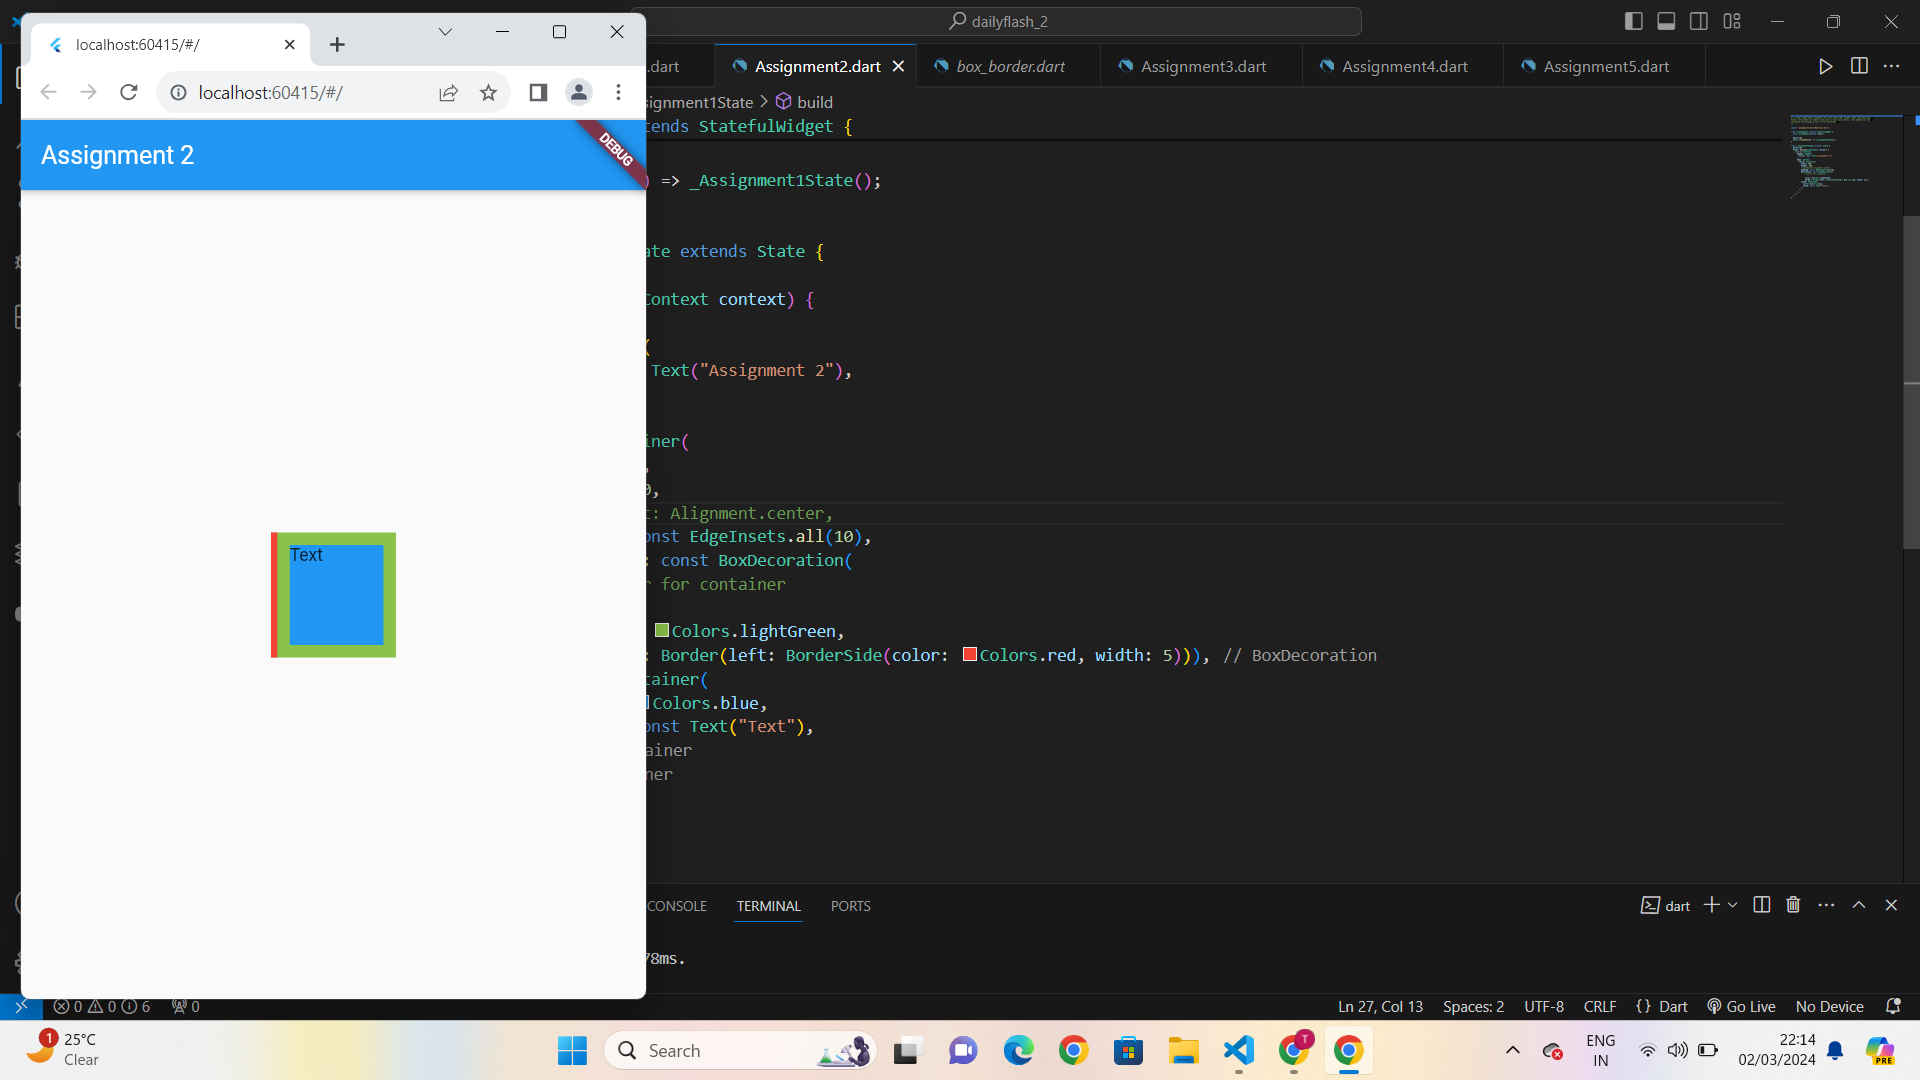 dailyflash_2
localhost:60415/#/
.dart
Assignment2.dart
box_border.dart
Assignment3.dart
Assignment4.dart
Assignment5.dart
localhost:60415/#/
signment1State > build
tends StatefulWidget {
Assignment 2
DEBUG
) => _Assignment1State();
ate extends State {
Context context) {
(
Text("Assignment 2"),
iner(
,
0,
t: Alignment.center,
onst EdgeInsets.all(10),
: const BoxDecoration(
r for container
Colors.lightGreen,
: Border(left: BorderSide(color: Colors.red, width: 5))), // BoxDecoration
tainer(
Colors.blue,
onst Text("Text"),
ainer
ner
Text
CONSOLE
TERMINAL
PORTS
dart
78ms.
0 0 6 0
Ln 27, Col 13
Spaces: 2
UTF-8
CRLF
{ } Dart
Go Live
No Device
1
25°C
Clear
Search
T
ENG
IN
22:14
02/03/2024
PRE